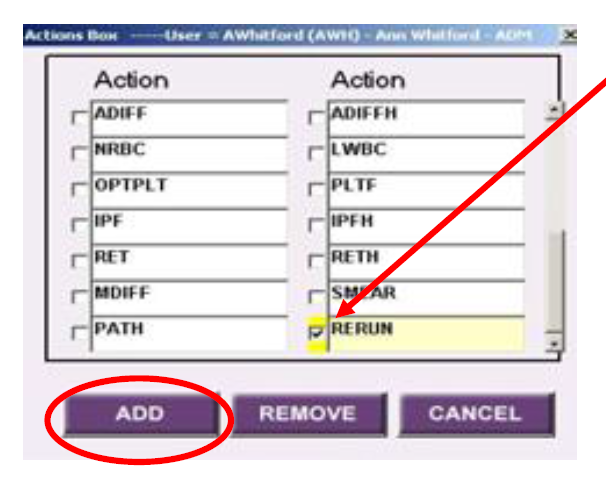 Actions Box -----User = AWhitford (AWH) - Ann Whitford - ADM
Action Action
ADIFF ADIFFH
NRBC LWBC
OPTPLT PLTF
IPF IPFH
RET RETH
MDIFF SMEAR
PATH RERUN
ADD REMOVE CANCEL